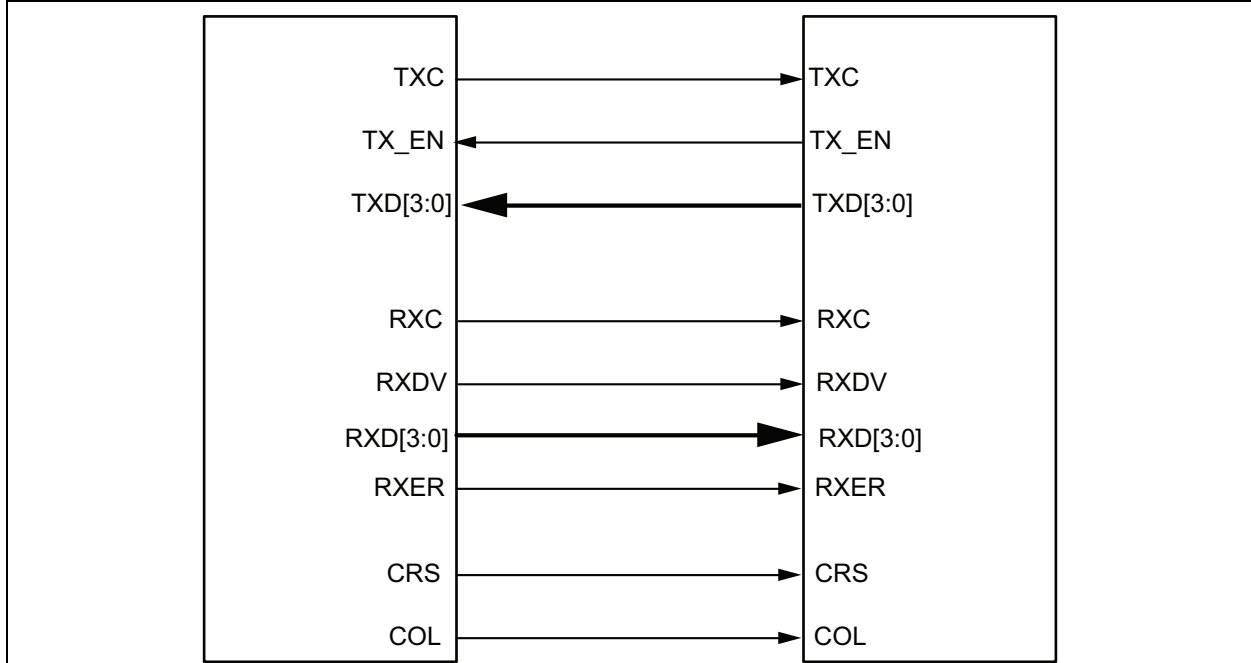 TXC TXC
TX_EN TX_EN
TXD[3:0] TXD[3:0]
RXC RXC
RXDV RXDV
RXD[3:0] RXD[3:0]
RXER RXER
CRS CRS
COL COL